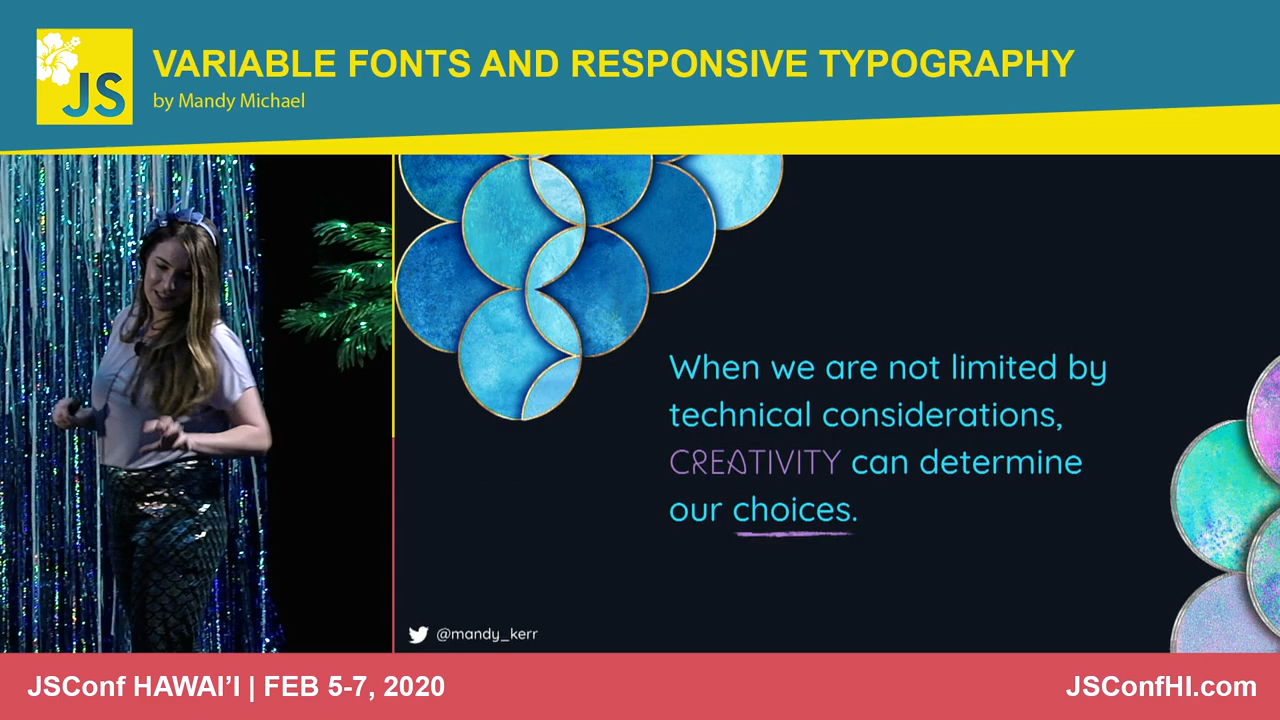 JS
VARIABLE FONTS AND RESPONSIVE TYPOGRAPHY
by Mandy Michael
When we are not limited by
technical considerations,
CREATIVITY can determine
our choices.
@mandy_kerr
JSConf HAWAI’I | FEB 5-7, 2020
JSConfHI.com